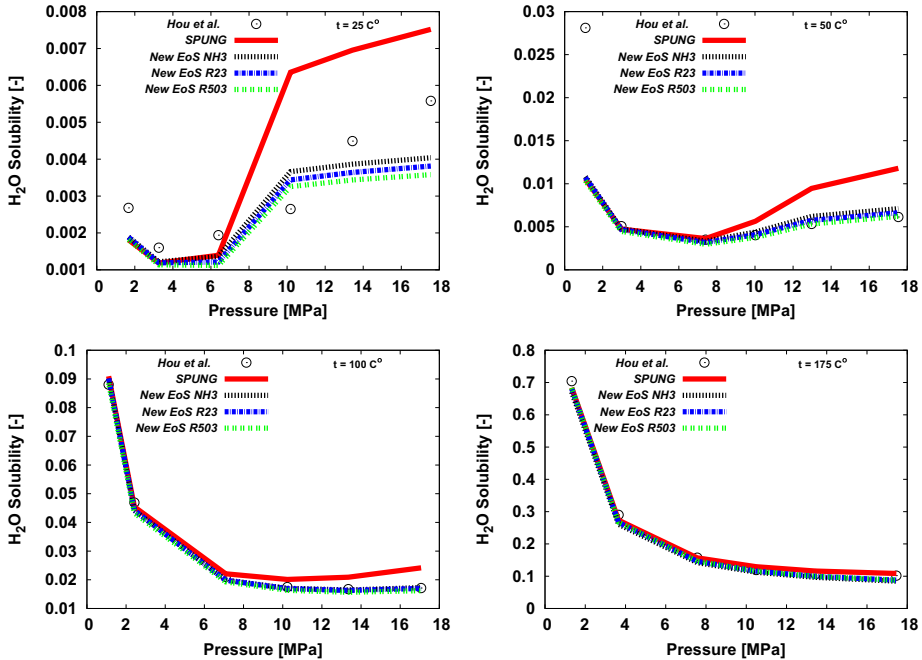 Hou et al.
SPUNG
New EoS NH3
New EoS R23
New EoS R503
t = 25 C°
H₂O Solubility [-]
0.008
0.007
0.006
0.005
0.004
0.003
0.002
0.001
0 2 4 6 8 10 12 14 16 18
Pressure [MPa]
Hou et al.
SPUNG
New EoS NH3
New EoS R23
New EoS R503
t = 50 C°
H₂O Solubility [-]
0.03
0.025
0.02
0.015
0.01
0.005
0
0 2 4 6 8 10 12 14 16 18
Pressure [MPa]
Hou et al.
SPUNG
New EoS NH3
New EoS R23
New EoS R503
t = 100 C°
H₂O Solubility [-]
0.1
0.09
0.08
0.07
0.06
0.05
0.04
0.03
0.02
0.01
0 2 4 6 8 10 12 14 16 18
Pressure [MPa]
Hou et al.
SPUNG
New EoS NH3
New EoS R23
New EoS R503
t = 175 C°
H₂O Solubility [-]
0.8
0.7
0.6
0.5
0.4
0.3
0.2
0.1
0
0 2 4 6 8 10 12 14 16 18
Pressure [MPa]